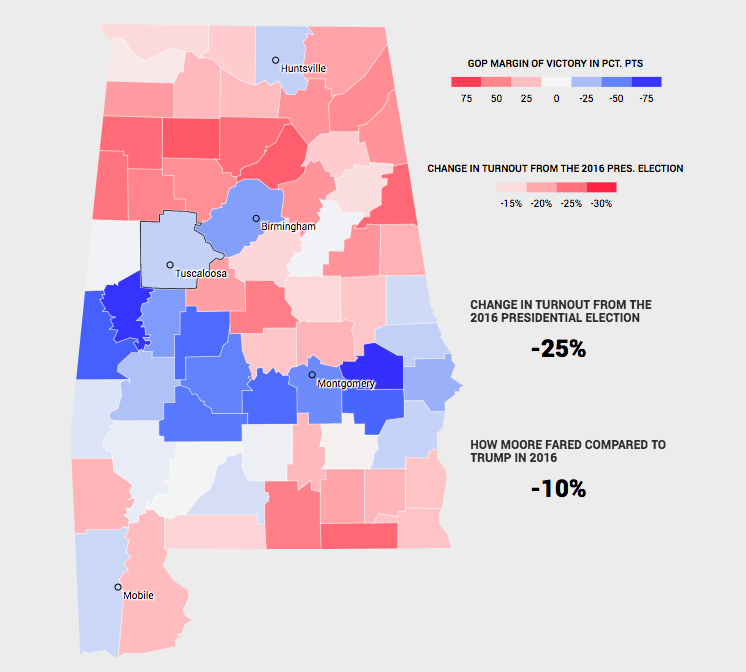 GOP MARGIN OF VICTORY IN PCT. PTS
75 50 25 0 -25 -50 -75
CHANGE IN TURNOUT FROM THE 2016 PRES. ELECTION
-15% -20% -25% -30%
CHANGE IN TURNOUT FROM THE
2016 PRESIDENTIAL ELECTION
-25%
HOW MOORE FARED COMPARED TO
TRUMP IN 2016
-10%
Huntsville
Birmingham
Tuscaloosa
Montgomery
Mobile